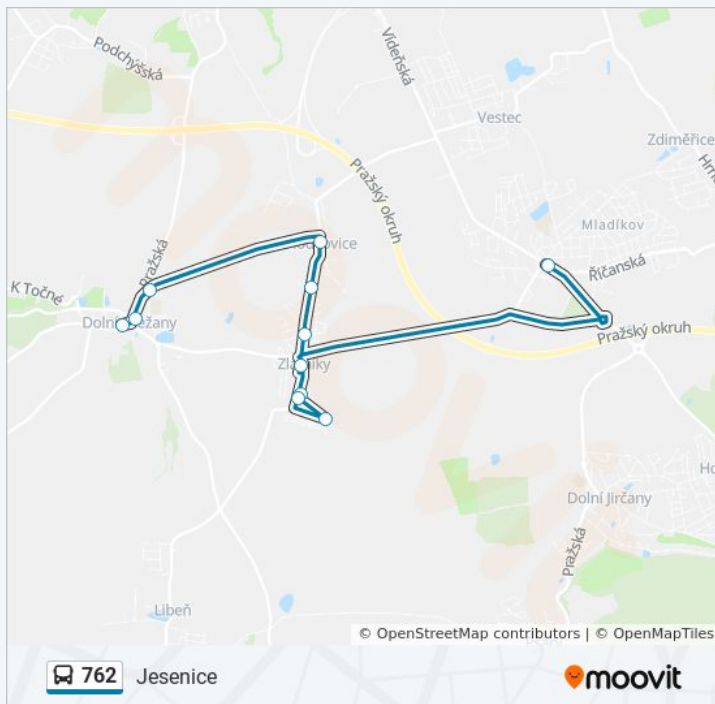 Podchýšská
Vídeňská
Vestec
Zdiměřice
Pražský okruh
Mladíkov
Pražská
Říčanská
K Točné
Dolní
žany
Pražský okruh
Zlatníky
Dolní Jirčany
Pražská
Libeň
© OpenStreetMap contributors | © OpenMapTiles
762 Jesenice
moovit